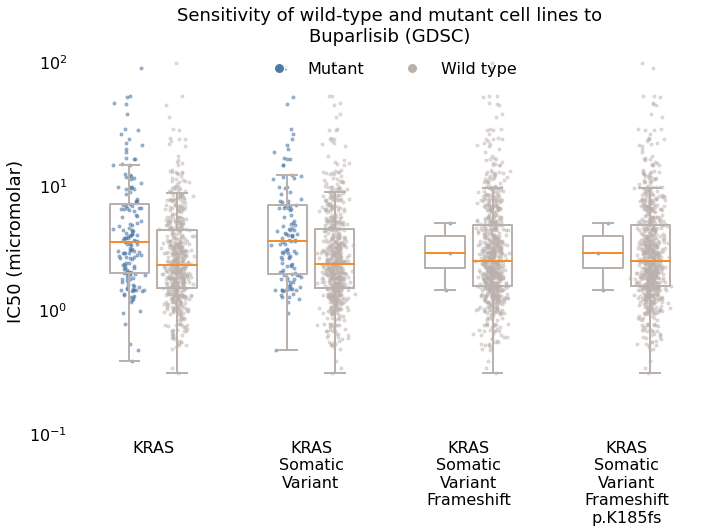 Sensitivity of wild-type and mutant cell lines to
Buparlisib (GDSC)
Mutant
Wild type
IC50 (micromolar)
10²
10¹
10⁰
10⁻¹
KRAS
KRAS
Somatic
Variant
KRAS
Somatic
Variant
Frameshift
KRAS
Somatic
Variant
Frameshift
p.K185fs